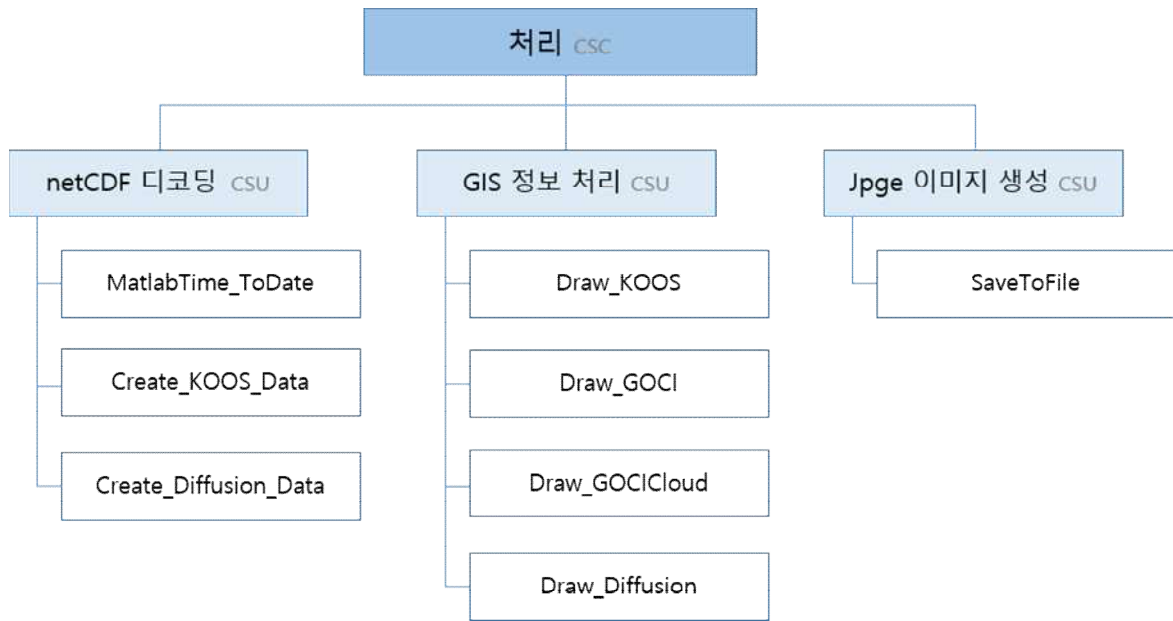 처리 CSC
netCDF 디코딩 CSU
MatlabTime_ToDate
Create_KOOS_Data
Create_Diffusion_Data
GIS 정보 처리 CSU
Draw_KOOS
Draw_GOCI
Draw_GOCICloud
Draw_Diffusion
Jpge 이미지 생성 CSU
SaveToFile